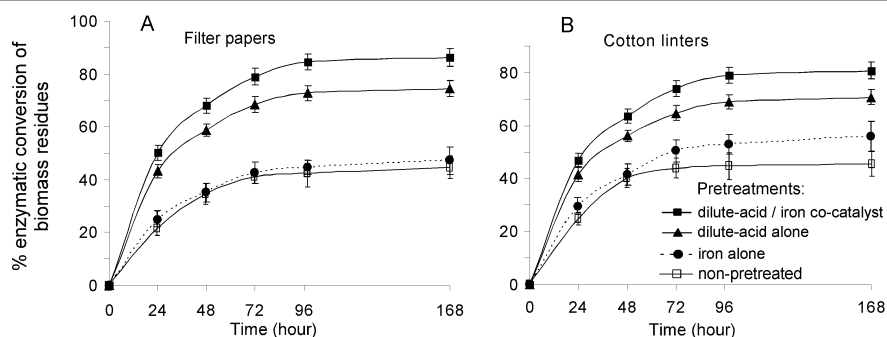 A
Filter papers
% enzymatic conversion of
biomass residues
100
80
60
40
20
0
0 24 48 72 96 168
Time (hour)
B
Cotton linters
80
60
40
20
0
Pretreatments:
dilute-acid / iron co-catalyst
dilute-acid alone
iron alone
non-pretreated
0 24 48 72 96 168
Time (hour)